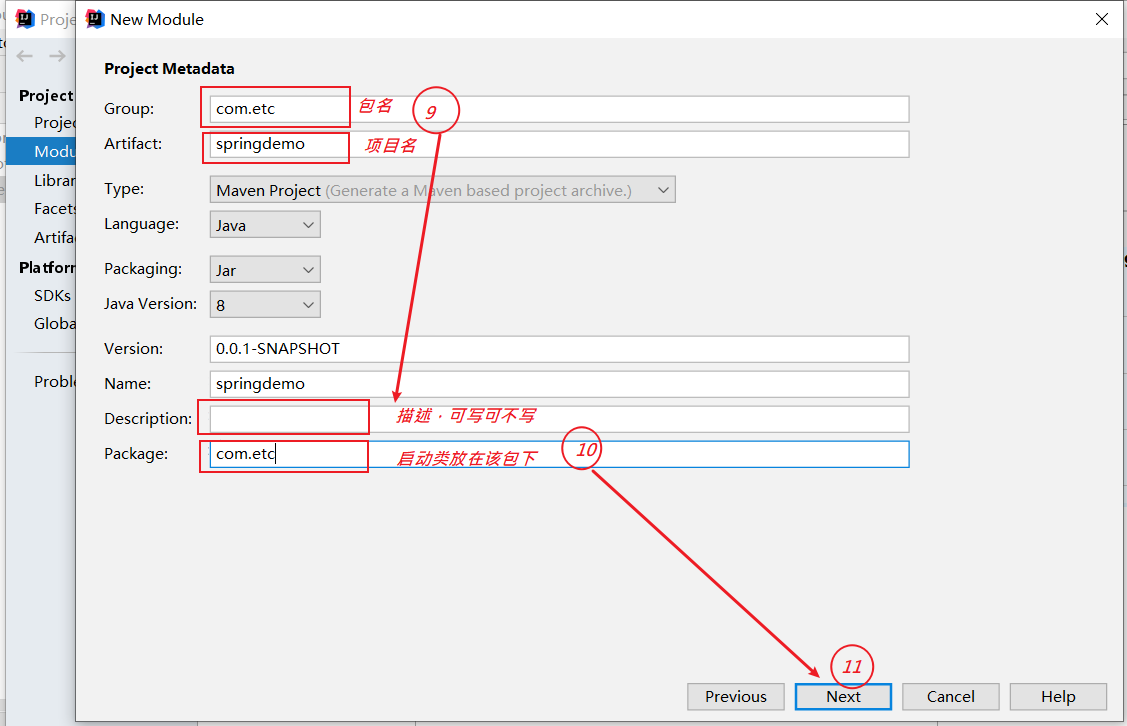 Proje
New Module
Project
Projec
Modu
Librar
Facets
Artifa
Platforr
SDKs
Globa
Proble
Project Metadata
Group: com.etc 包名 9
Artifact: springdemo 项目名
Type: Maven Project (Generate a Maven based project archive.)
Language: Java
Packaging: Jar
Java Version: 8
Version: 0.0.1-SNAPSHOT
Name: springdemo
Description: 描述·可写可不写
Package: com.etc 启动类放在该包下 10
11
Previous Next Cancel Help